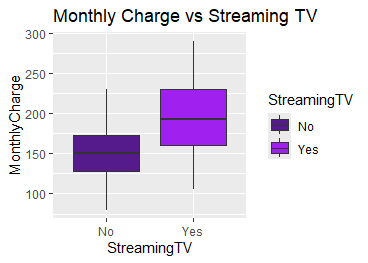 Monthly Charge vs Streaming TV
300
250
200
150
100
MonthlyCharge
No
Yes
StreamingTV
StreamingTV
No
Yes